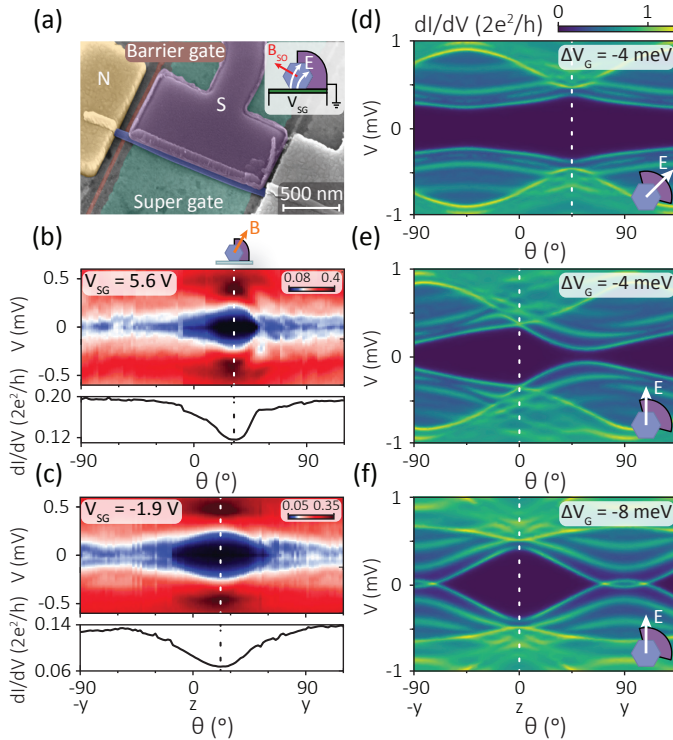 (a)
Barrier gate
N
S
Super gate
500 nm
B_SO
E
V_SG
(b)
B
V_SG = 5.6 V
0.08 0.4
V (mV)
0.5
0
-0.5
dI/dV (2e²/h)
0.20
0.12
-90 0 90
θ (°)
(c)
V_SG = -1.9 V
0.05 0.35
V (mV)
0.5
0
-0.5
dI/dV (2e²/h)
0.14
0.06
-90 0 90
-y z y
θ (°)
(d)
dI/dV (2e²/h)
0 1
ΔV_G = -4 meV
V (mV)
1
0
-1
E
0 90
θ (°)
(e)
ΔV_G = -4 meV
V (mV)
1
0
-1
E
-90 0 90
θ (°)
(f)
ΔV_G = -8 meV
V (mV)
1
0
-1
E
-90 0 90
-y z y
θ (°)